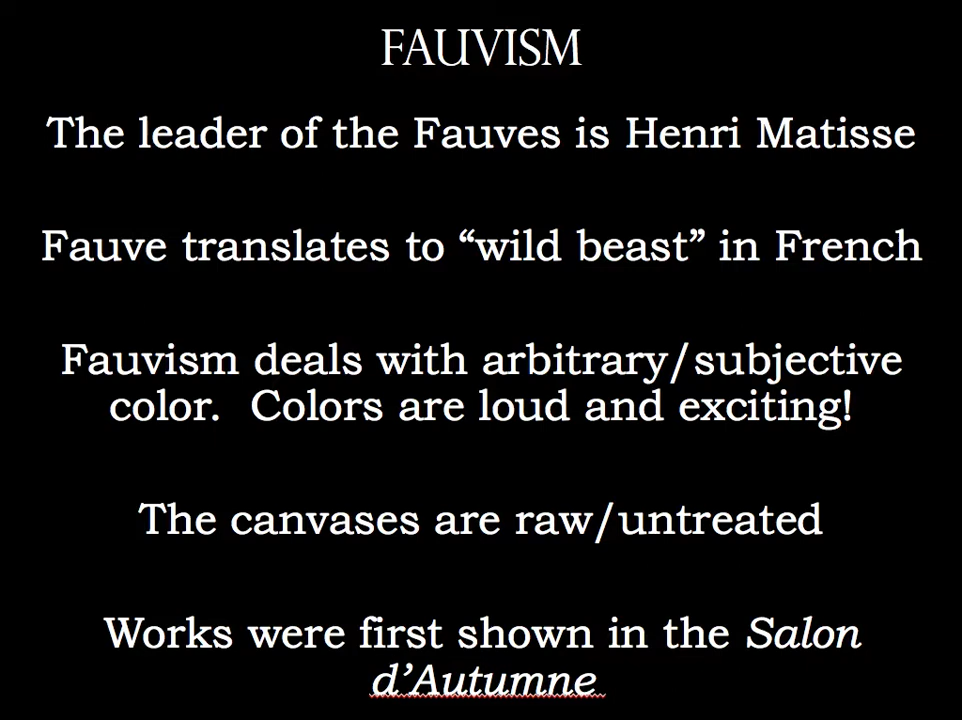 FAUVISM
The leader of the Fauves is Henri Matisse
Fauve translates to “wild beast” in French
Fauvism deals with arbitrary/subjective
color.  Colors are loud and exciting!
The canvases are raw/untreated
Works were first shown in the Salon
d’Autumne